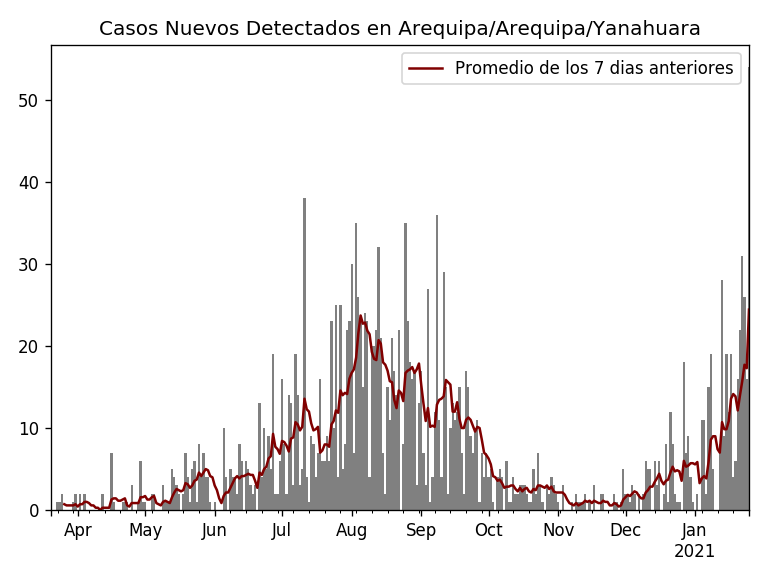 Casos Nuevos Detectados en Arequipa/Arequipa/Yanahuara
Promedio de los 7 dias anteriores
50
40
30
20
10
0
Apr May Jun Jul Aug Sep Oct Nov Dec Jan
2021